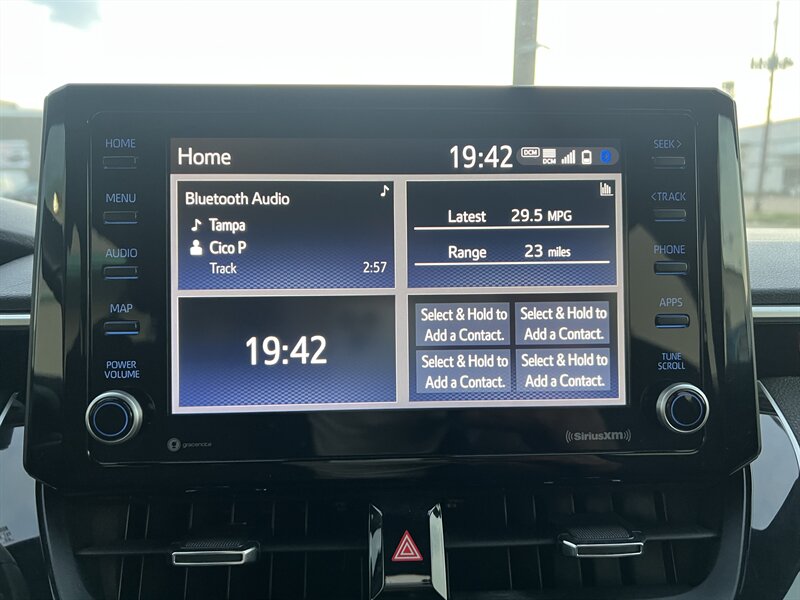 HOME
MENU
AUDIO
MAP
POWER
VOLUME
Home
19:42
DCM
DCM
Bluetooth Audio
Tampa
Cico P
Track 2:57
Latest 29.5 MPG
Range 23 miles
19:42
Select & Hold to
Add a Contact.
Select & Hold to
Add a Contact.
Select & Hold to
Add a Contact.
Select & Hold to
Add a Contact.
SEEK>
<TRACK
PHONE
APPS
TUNE
SCROLL
gracenote
((SiriusXM))